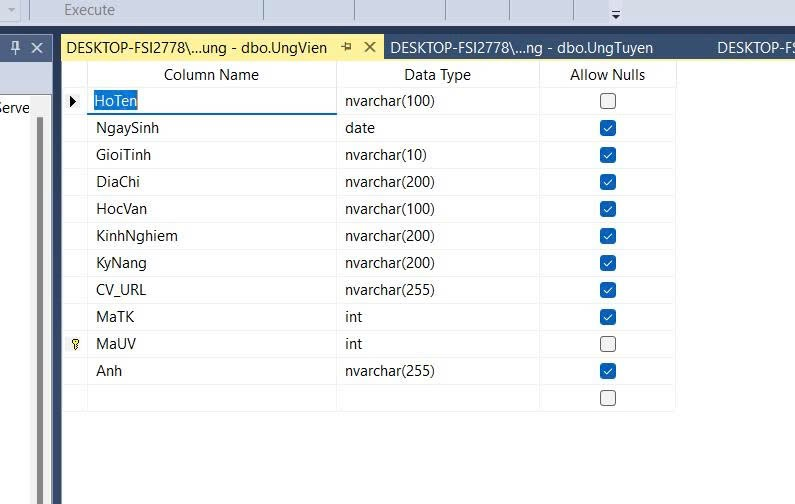 Execute
DESKTOP-FSI2778\...ung - dbo.UngVien
DESKTOP-FSI2778\...ng - dbo.UngTuyen
DESKTOP-FS
Serve
Column Name Data Type Allow Nulls
HoTen nvarchar(100)
NgaySinh date
GioiTinh nvarchar(10)
DiaChi nvarchar(200)
HocVan nvarchar(100)
KinhNghiem nvarchar(200)
KyNang nvarchar(200)
CV_URL nvarchar(255)
MaTK int
MaUV int
Anh nvarchar(255)